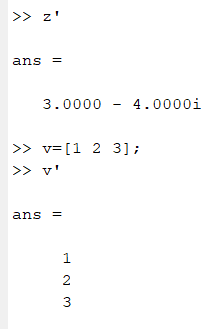 >> z'
ans =
3.0000 - 4.0000i
>> v=[1 2 3];
>> v'
ans =
1
2
3